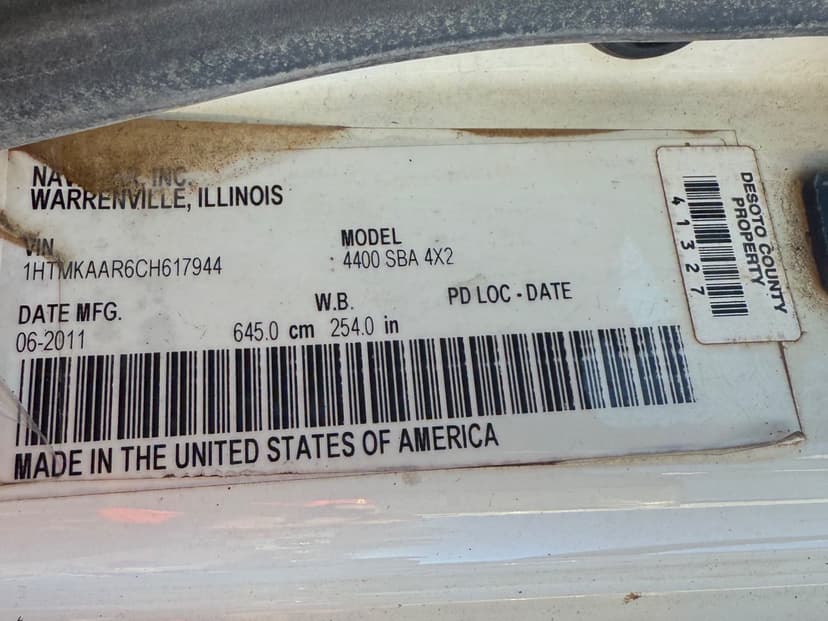 INC.
WARRENVILLE, ILLINOIS
VIN
1HTMKAAR6CH617944
MODEL
4400 SBA 4X2
DATE MFG.
06-2011
W.B.
645.0 cm 254.0 in
PD LOC - DATE
MADE IN THE UNITED STATES OF AMERICA
DESOTO COUNTY
PROPERTY
41327